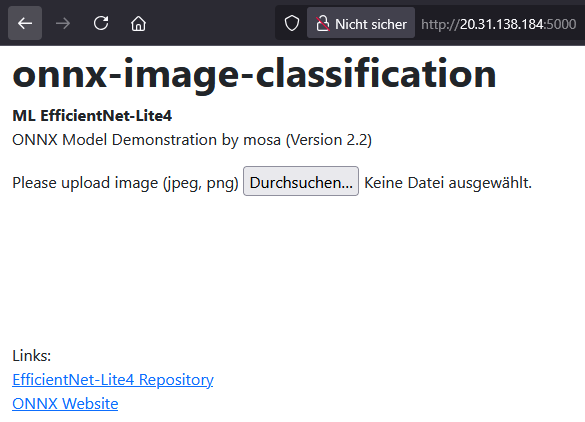 Nicht sicher http://20.31.138.184:5000
onnx-image-classification
ML EfficientNet-Lite4
ONNX Model Demonstration by mosa (Version 2.2)
Please upload image (jpeg, png) Durchsuchen... Keine Datei ausgewählt.
Links:
EfficientNet-Lite4 Repository
ONNX Website